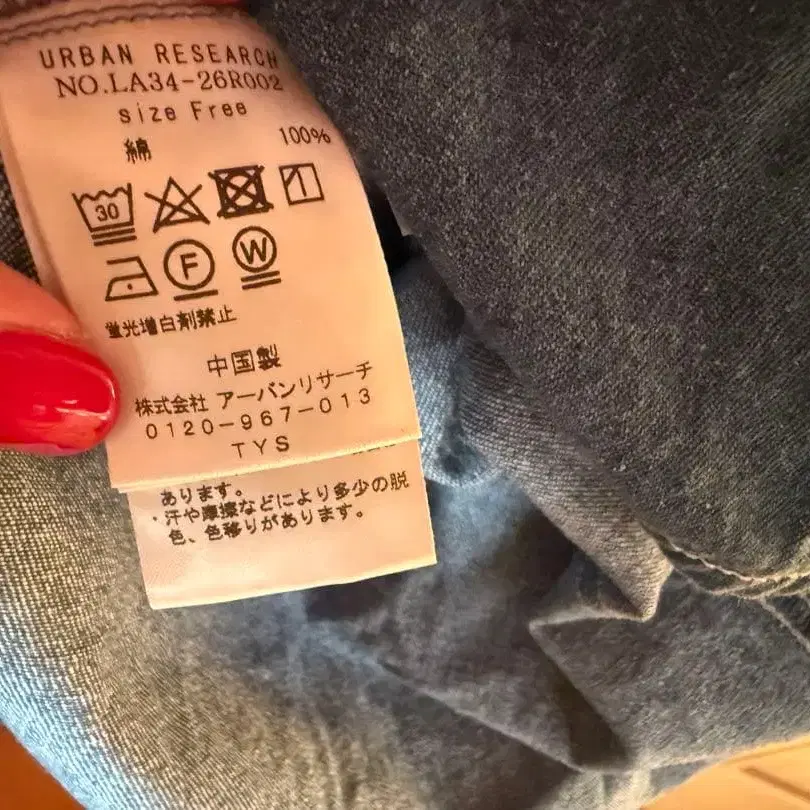 URBAN RESEARCH
NO.LA34-26R002
size Free
綿 100%
30
F W
蛍光増白剤禁止
中国製
株式会社 アーバンリサーチ
0120-967-013
TYS
あります。
・汗や摩擦などにより多少の脱
色、色移りがあります。